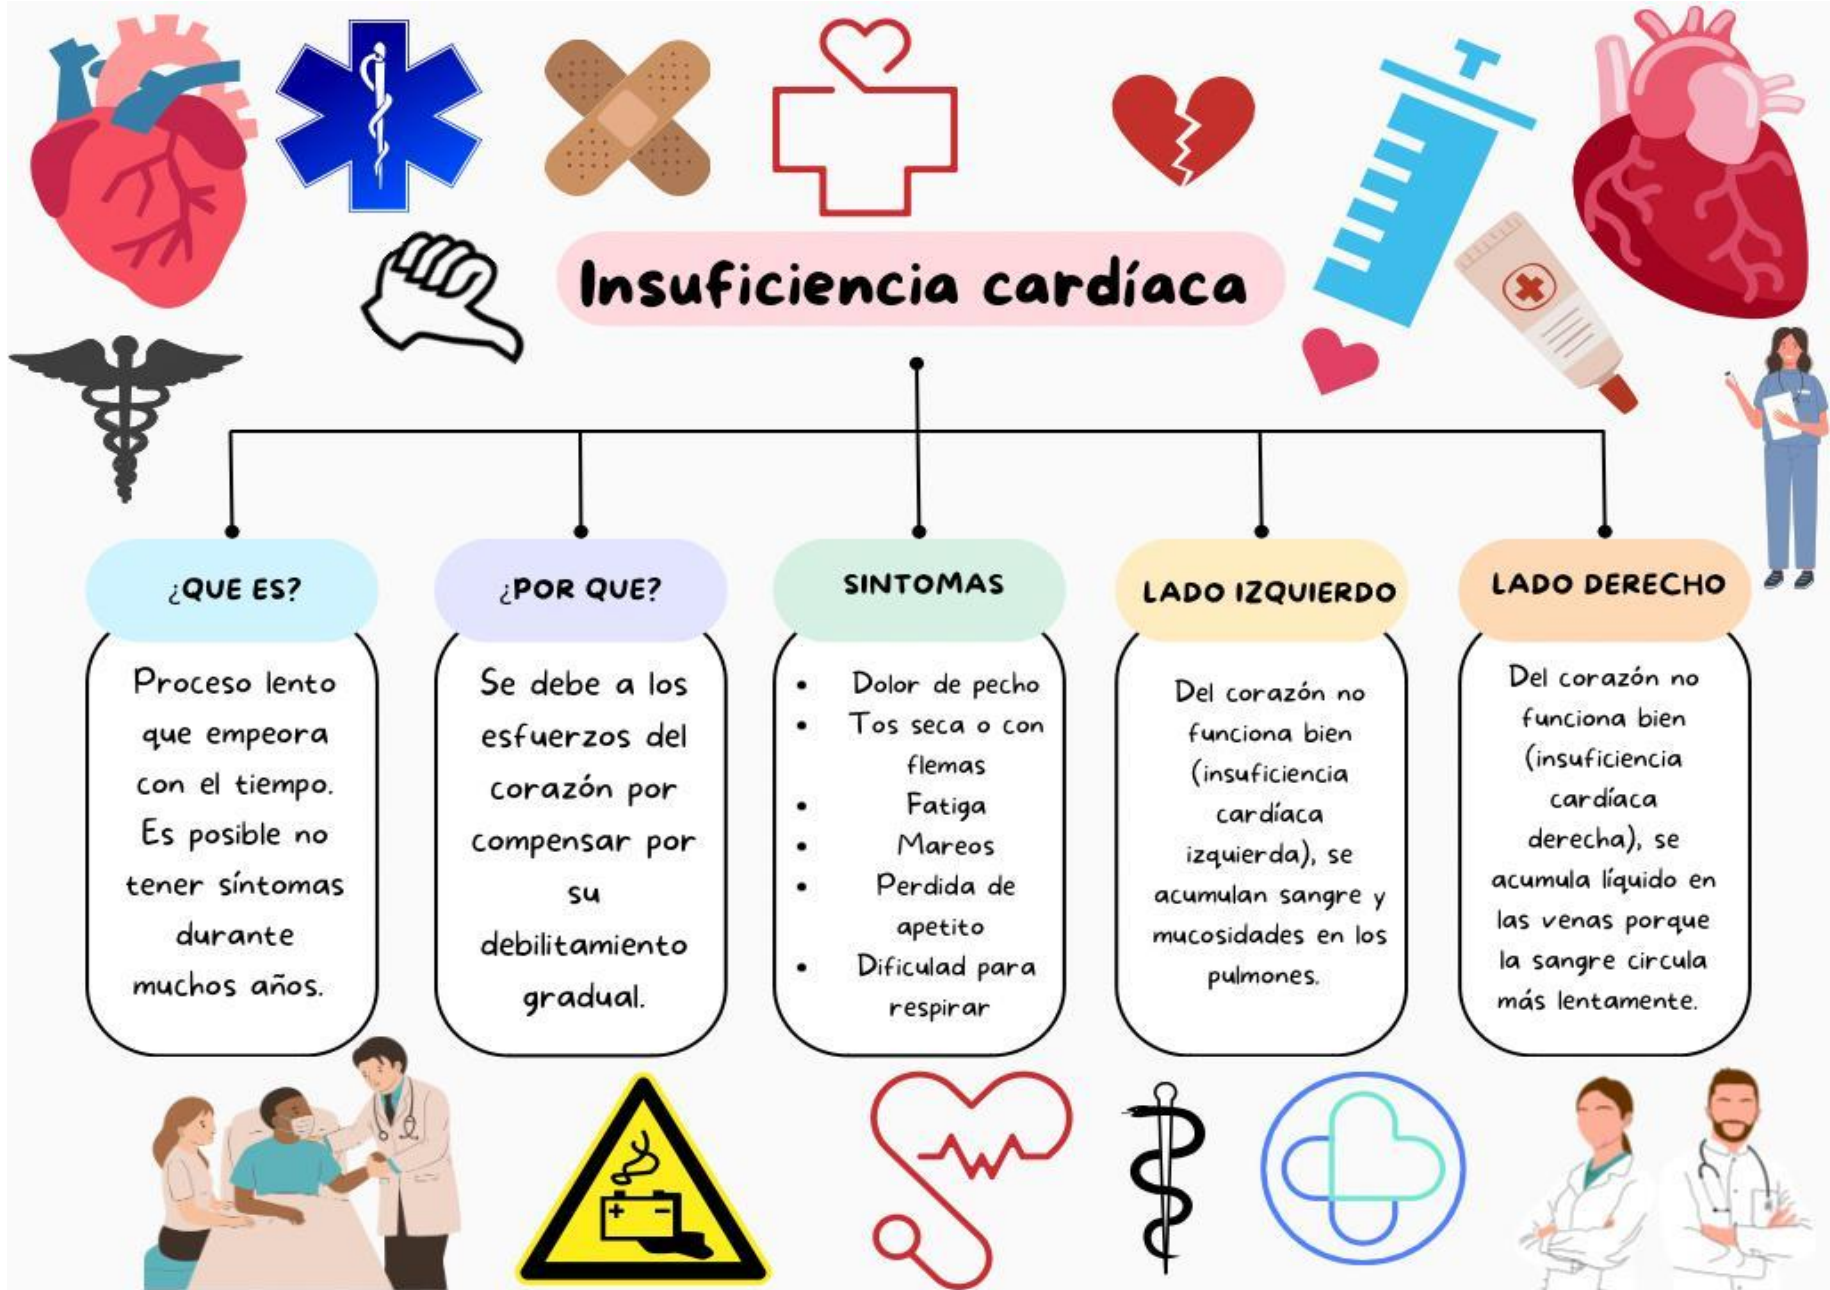 Insuficiencia cardíaca
¿QUE ES?
Proceso lento
que empeora
con el tiempo.
Es posible no
tener síntomas
durante
muchos años.
¿POR QUE?
Se debe a los
esfuerzos del
corazón por
compensar por
su
debilitamiento
gradual.
SINTOMAS
• Dolor de pecho
• Tos seca o con
flemas
• Fatiga
• Mareos
• Perdida de
apetito
• Dificulad para
respirar
LADO IZQUIERDO
Del corazón no
funciona bien
(insuficiencia
cardíaca
izquierda), se
acumulan sangre y
mucosidades en los
pulmones.
LADO DERECHO
Del corazón no
funciona bien
(insuficiencia
cardíaca
derecha), se
acumula líquido en
las venas porque
la sangre circula
más lentamente.